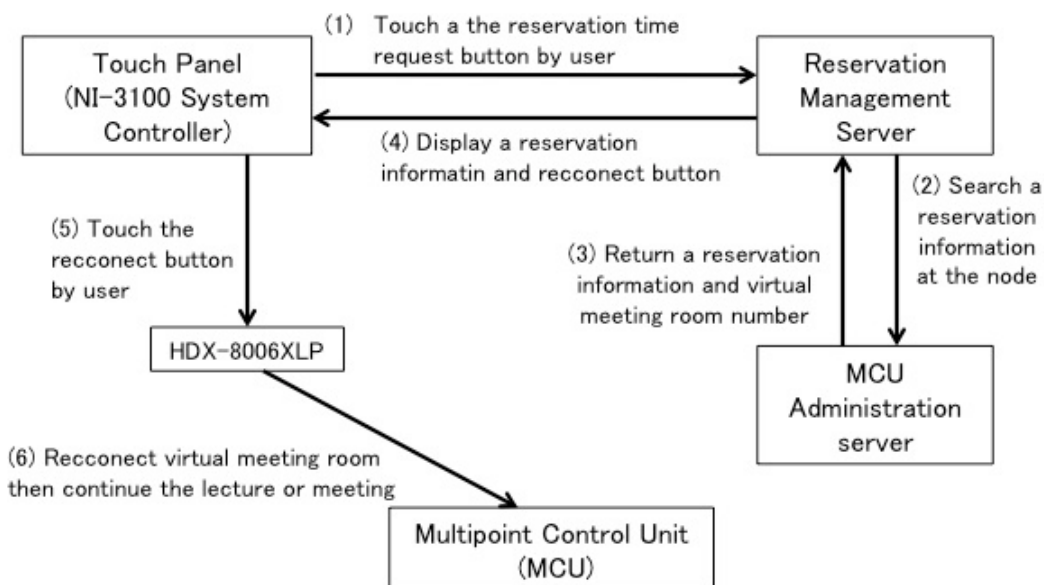 (1) Touch a the reservation time
request button by user
Touch Panel
(NI-3100 System
Controller)
Reservation
Management
Server
(4) Display a reservation
informatin and recconect button
(2) Search a
reservation
information
at the node
(5) Touch the
recconect button
by user
(3) Return a reservation
information and virtual
meeting room number
HDX-8006XLP
MCU
Administration
server
(6) Recconect virtual meeting room
then continue the lecture or meeting
Multipoint Control Unit
(MCU)